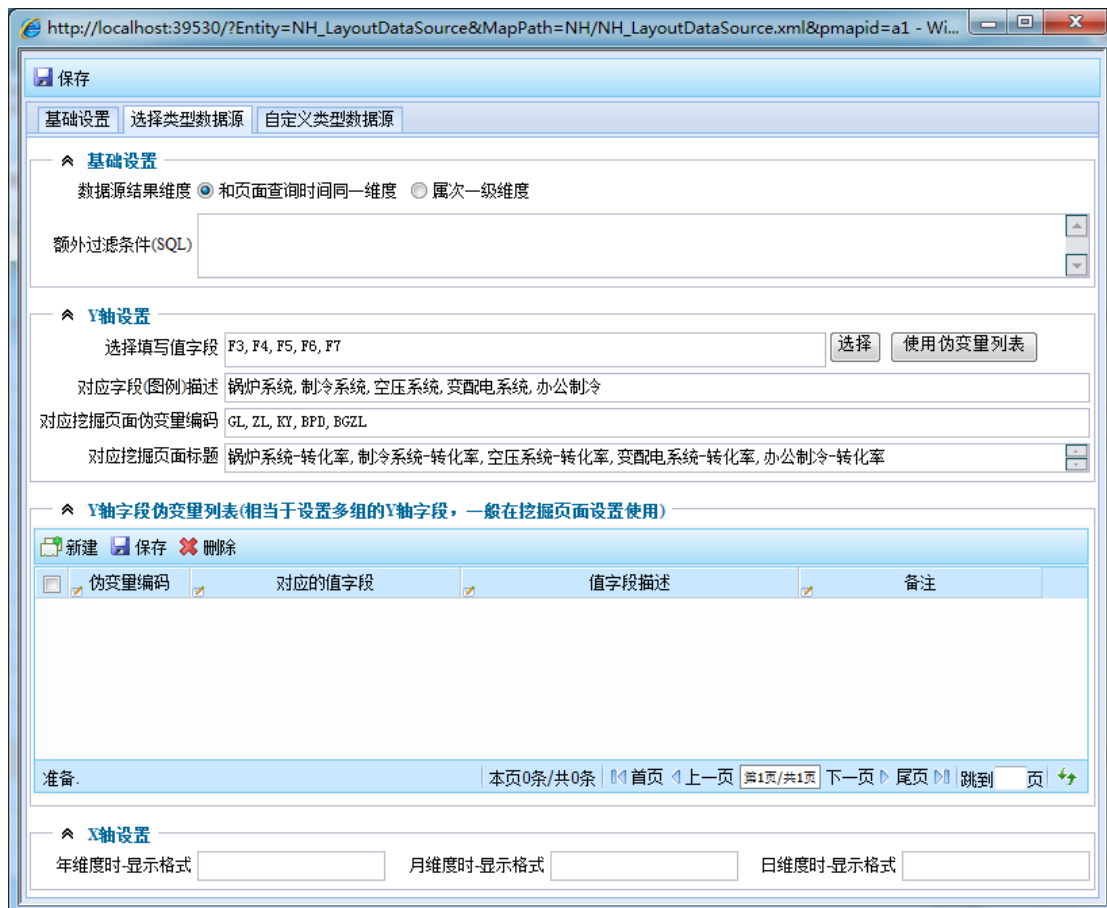 http://localhost:39530/?Entity=NH_LayoutDataSource&MapPath=NH/NH_LayoutDataSource.xml&pmapid=a1 - Wi...
保存
基础设置 选择类型数据源 自定义类型数据源
基础设置
数据源结果维度 和页面查询时间同一维度 属次一级维度
额外过滤条件(SQL)
Y轴设置
选择填写值字段 F3, F4, F5, F6, F7 选择 使用伪变量列表
对应字段(图例)描述 锅炉系统, 制冷系统, 空压系统, 变配电系统, 办公制冷
对应挖掘页面伪变量编码 GL, ZL, KY, BPD, BGZL
对应挖掘页面标题 锅炉系统-转化率, 制冷系统-转化率, 空压系统-转化率, 变配电系统-转化率, 办公制冷-转化率
Y轴字段伪变量列表(相当于设置多组的Y轴字段，一般在挖掘页面设置使用)
新建 保存 删除
伪变量编码 对应的值字段 值字段描述 备注
准备. 本页0条/共0条 首页 上一页 第1页/共1页 下一页 尾页 跳到 页
X轴设置
年维度时-显示格式 月维度时-显示格式 日维度时-显示格式